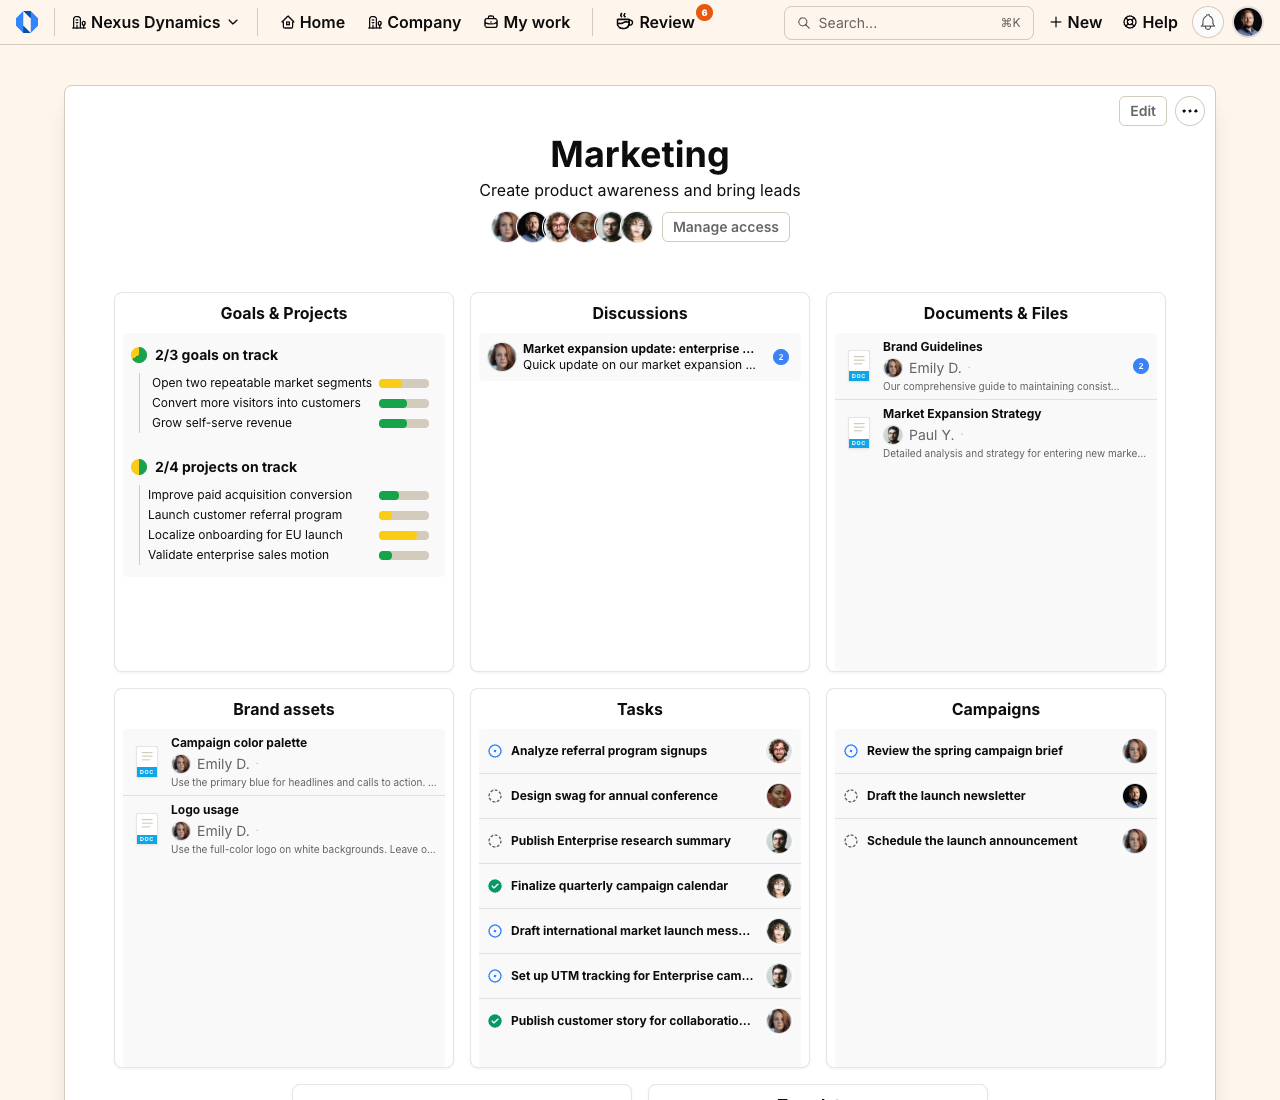 Nexus Dynamics
Home
Company
My work
Review
6
Search...
⌘K
New
Help
Edit
Marketing
Create product awareness and bring leads
Manage access
Goals & Projects
2/3 goals on track
Open two repeatable market segments
Convert more visitors into customers
Grow self-serve revenue
2/4 projects on track
Improve paid acquisition conversion
Launch customer referral program
Localize onboarding for EU launch
Validate enterprise sales motion
Discussions
Market expansion update: enterprise ...
Quick update on our market expansion ...
2
Documents & Files
Brand Guidelines
DOC
Emily D. ·
Our comprehensive guide to maintaining consist...
2
Market Expansion Strategy
DOC
Paul Y. ·
Detailed analysis and strategy for entering new marke...
Brand assets
Campaign color palette
DOC
Emily D. ·
Use the primary blue for headlines and calls to action. ...
Logo usage
DOC
Emily D. ·
Use the full-color logo on white backgrounds. Leave o...
Tasks
Analyze referral program signups
Design swag for annual conference
Publish Enterprise research summary
Finalize quarterly campaign calendar
Draft international market launch mess...
Set up UTM tracking for Enterprise cam...
Publish customer story for collaboratio...
Campaigns
Review the spring campaign brief
Draft the launch newsletter
Schedule the launch announcement